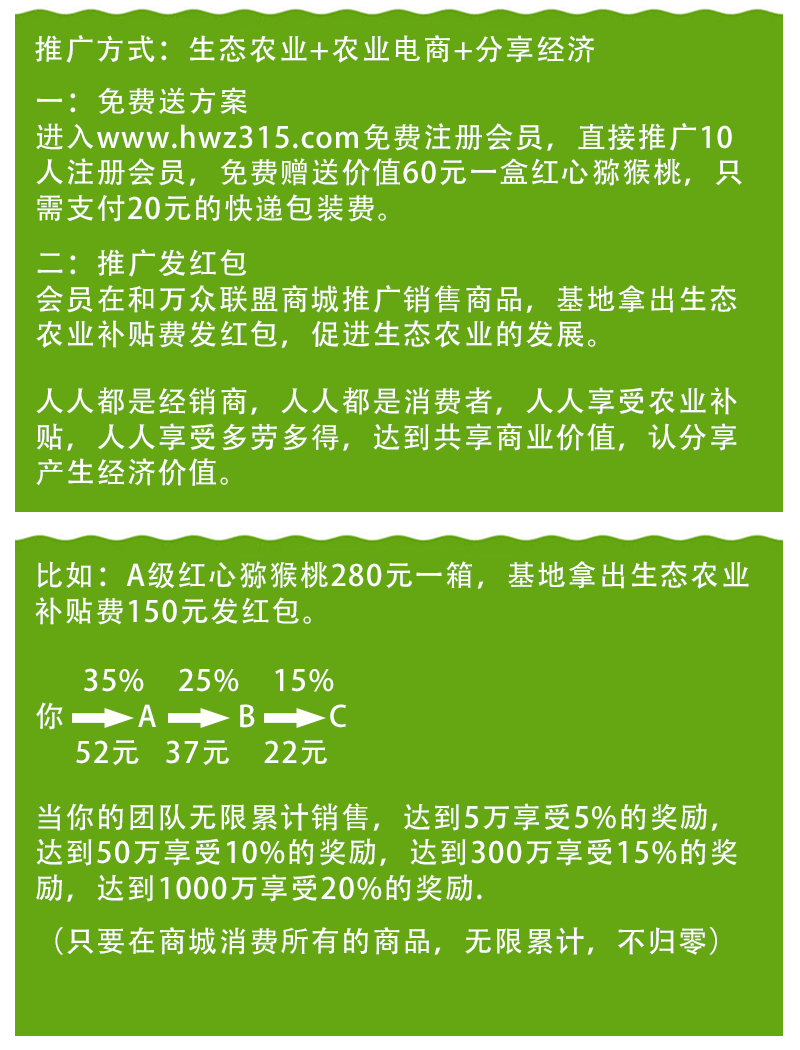 推广方式：生态农业+农业电商+分享经济
一：免费送方案
进入www.hwz315.com免费注册会员，直接推广10
人注册会员，免费赠送价值60元一盒红心猕猴桃，只
需支付20元的快递包装费。
二：推广发红包
会员在和万众联盟商城推广销售商品，基地拿出生态
农业补贴费发红包，促进生态农业的发展。
人人都是经销商，人人都是消费者，人人享受农业补
贴，人人享受多劳多得，达到共享商业价值，认分享
产生经济价值。
比如：A级红心猕猴桃280元一箱，基地拿出生态农业
补贴费150元发红包。
35% 25% 15%
你 A B C
52元 37元 22元
当你的团队无限累计销售，达到5万享受5%的奖励，
达到50万享受10%的奖励，达到300万享受15%的奖
励，达到1000万享受20%的奖励.
（只要在商城消费所有的商品，无限累计，不归零）